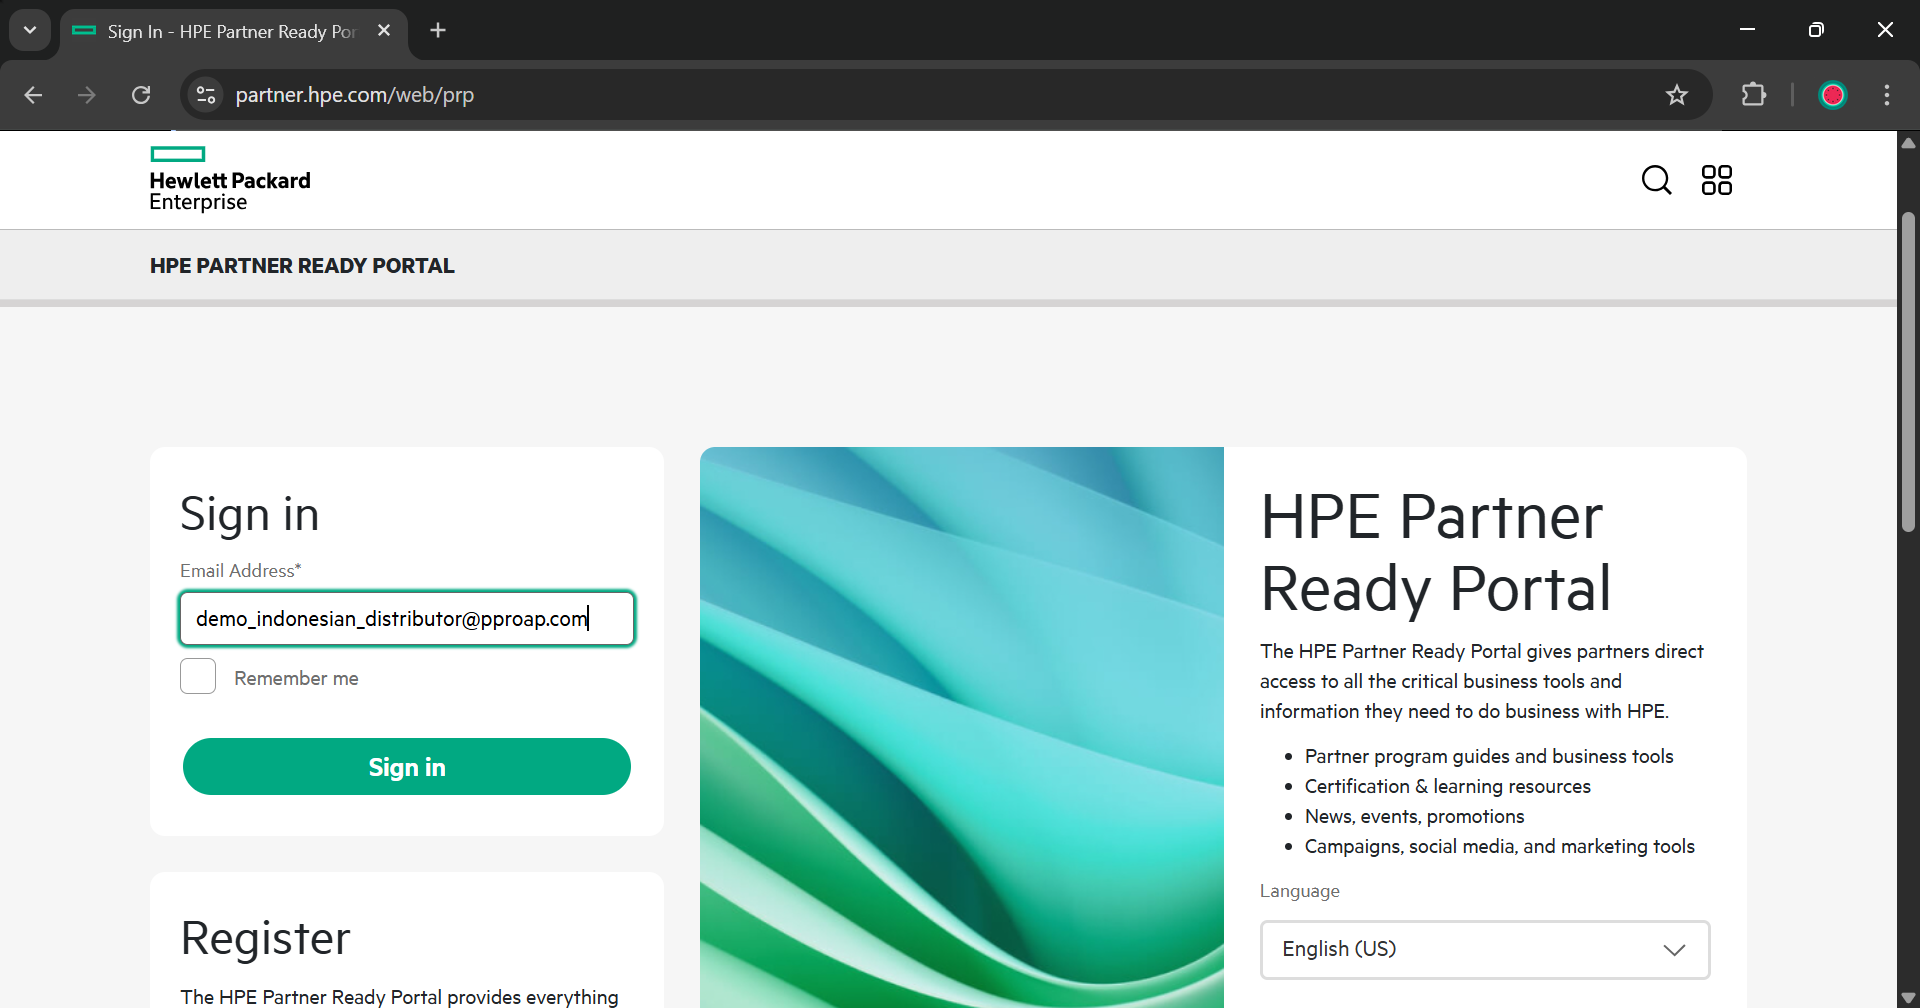 Sign In - HPE Partner Ready Por
partner.hpe.com/web/prp
Hewlett Packard
Enterprise
HPE PARTNER READY PORTAL
Sign in
Email Address*
demo_indonesian_distributor@pproap.com
Remember me
Sign in
Register
The HPE Partner Ready Portal provides everything
HPE Partner
Ready Portal
The HPE Partner Ready Portal gives partners direct
access to all the critical business tools and
information they need to do business with HPE.
Partner program guides and business tools
Certification & learning resources
News, events, promotions
Campaigns, social media, and marketing tools
Language
English (US)